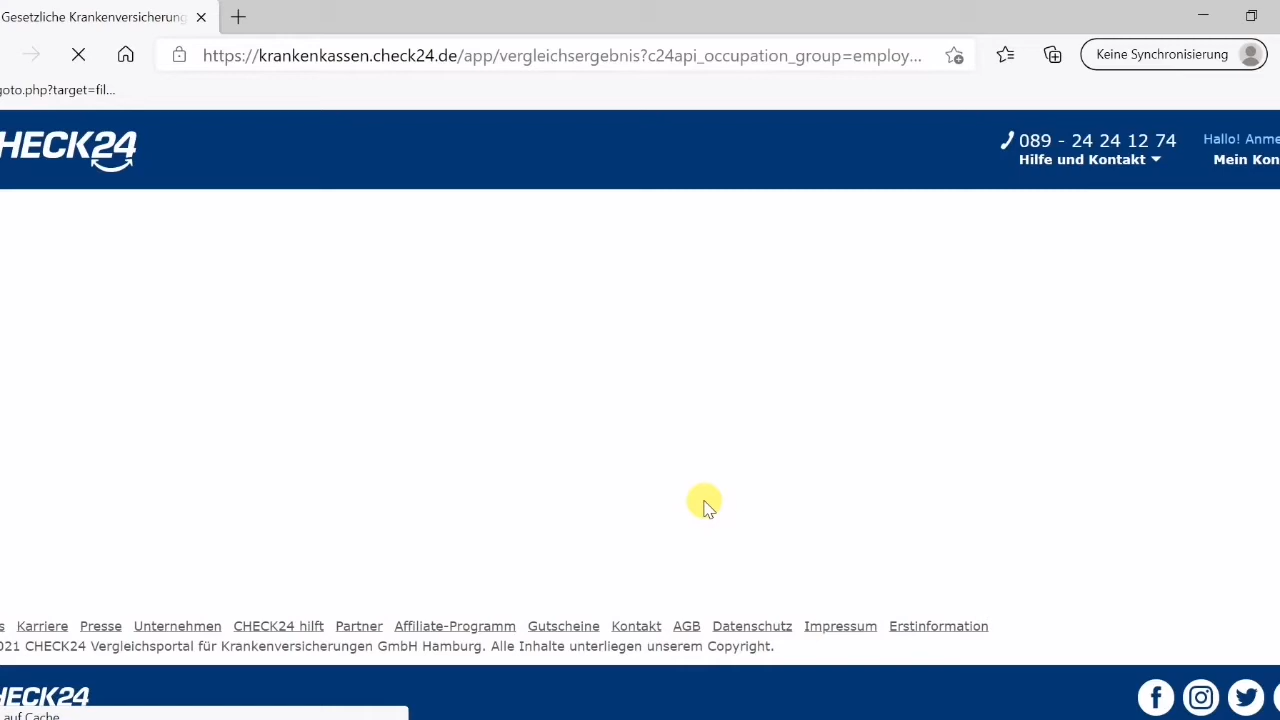 Gesetzliche Krankenversicherung
https://krankenkassen.check24.de/app/vergleichsergebnis?c24api_occupation_group=employ...
Keine Synchronisierung
goto.php?target=fil...
HECK24
089 - 24 24 12 74
Hallo! Anme
Hilfe und Kontakt
Mein Kon
s Karriere Presse Unternehmen CHECK24 hilft Partner Affiliate-Programm Gutscheine Kontakt AGB Datenschutz Impressum Erstinformation
021 CHECK24 Vergleichsportal für Krankenversicherungen GmbH Hamburg. Alle Inhalte unterliegen unserem Copyright.
HECK24
auf Cache